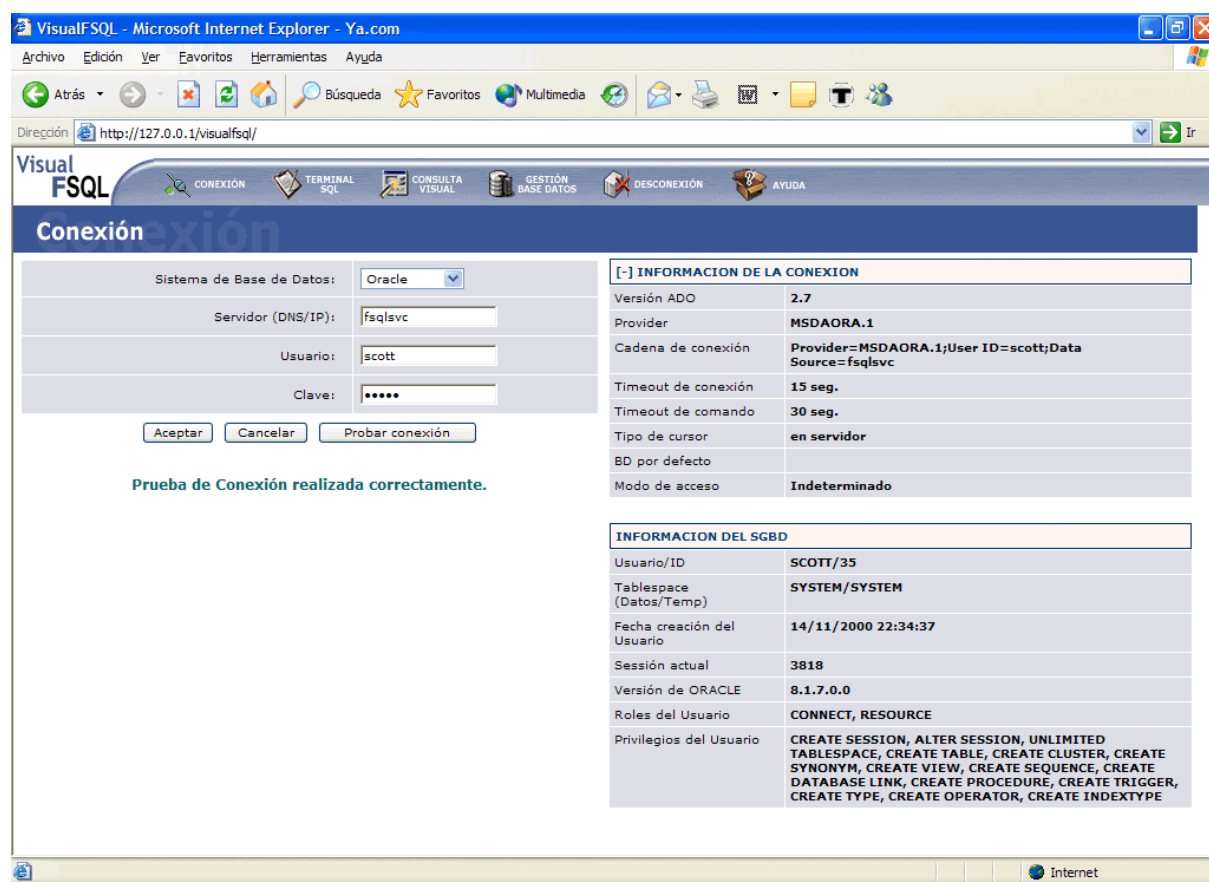 VisualFSQL - Microsoft Internet Explorer - Ya.com
Archivo Edición Ver Favoritos Herramientas Ayuda
Atrás Búsqueda Favoritos Multimedia
Dirección http://127.0.0.1/visualfsql/ Ir
Visual
FSQL
CONEXIÓN
TERMINAL
SQL
CONSULTA
VISUAL
GESTIÓN
BASE DATOS
DESCONEXIÓN
AYUDA
Conexión
Sistema de Base de Datos: Oracle
Servidor (DNS/IP): fsqlsvc
Usuario: scott
Clave: •••••
Aceptar Cancelar Probar conexión
Prueba de Conexión realizada correctamente.
[-] INFORMACION DE LA CONEXION
Versión ADO 2.7
Provider MSDAORA.1
Cadena de conexión Provider=MSDAORA.1;User ID=scott;Data
Source=fsqlsvc
Timeout de conexión 15 seg.
Timeout de comando 30 seg.
Tipo de cursor en servidor
BD por defecto
Modo de acceso Indeterminado
INFORMACION DEL SGBD
Usuario/ID SCOTT/35
Tablespace SYSTEM/SYSTEM
(Datos/Temp)
Fecha creación del 14/11/2000 22:34:37
Usuario
Sessión actual 3818
Versión de ORACLE 8.1.7.0.0
Roles del Usuario CONNECT, RESOURCE
Privilegios del Usuario CREATE SESSION, ALTER SESSION, UNLIMITED
TABLESPACE, CREATE TABLE, CREATE CLUSTER, CREATE
SYNONYM, CREATE VIEW, CREATE SEQUENCE, CREATE
DATABASE LINK, CREATE PROCEDURE, CREATE TRIGGER,
CREATE TYPE, CREATE OPERATOR, CREATE INDEXTYPE
Internet